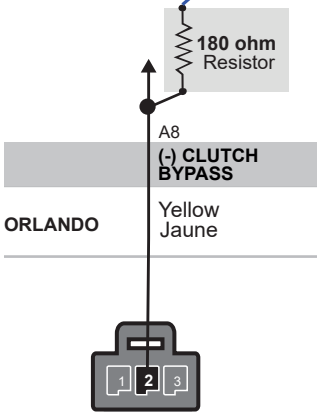 180 ohm
Resistor
A8
(-) CLUTCH
BYPASS
ORLANDO
Yellow
Jaune
1 2 3